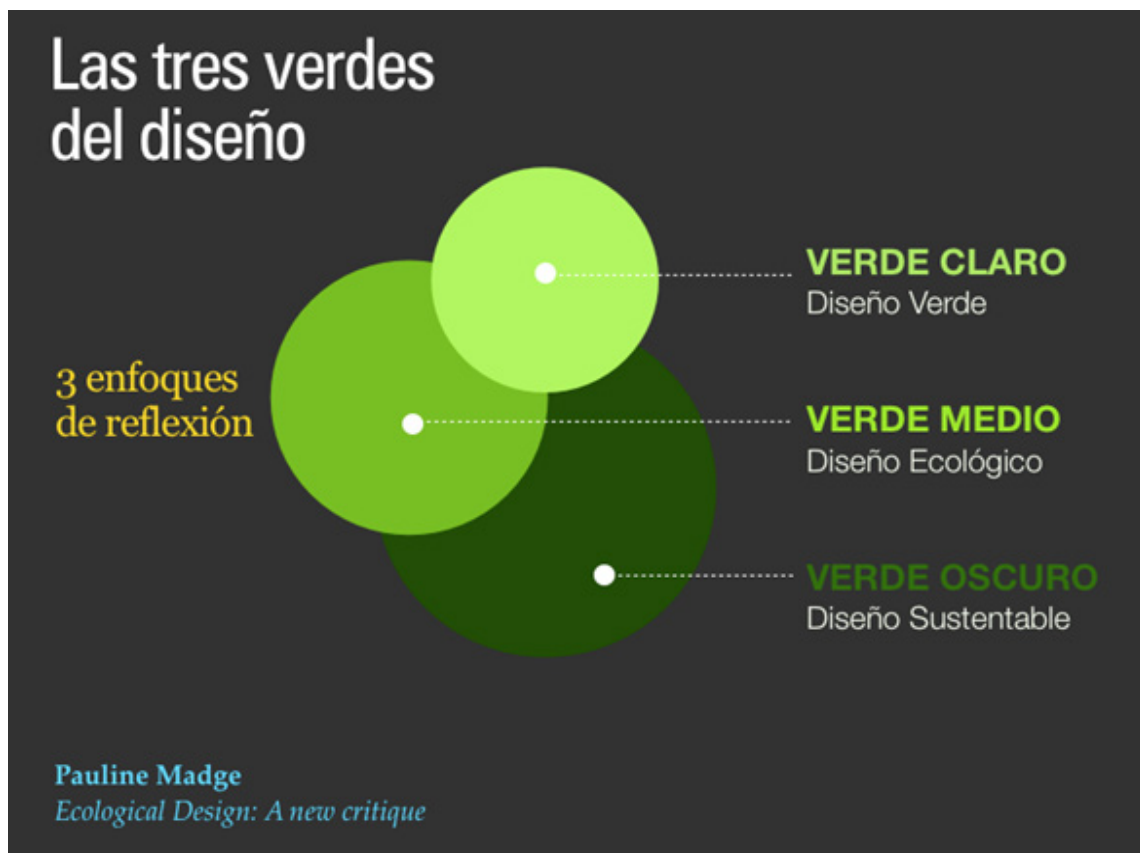 Las tres verdes
del diseño
3 enfoques
de reflexión
VERDE CLARO
Diseño Verde
VERDE MEDIO
Diseño Ecológico
VERDE OSCURO
Diseño Sustentable
Pauline Madge
Ecological Design: A new critique